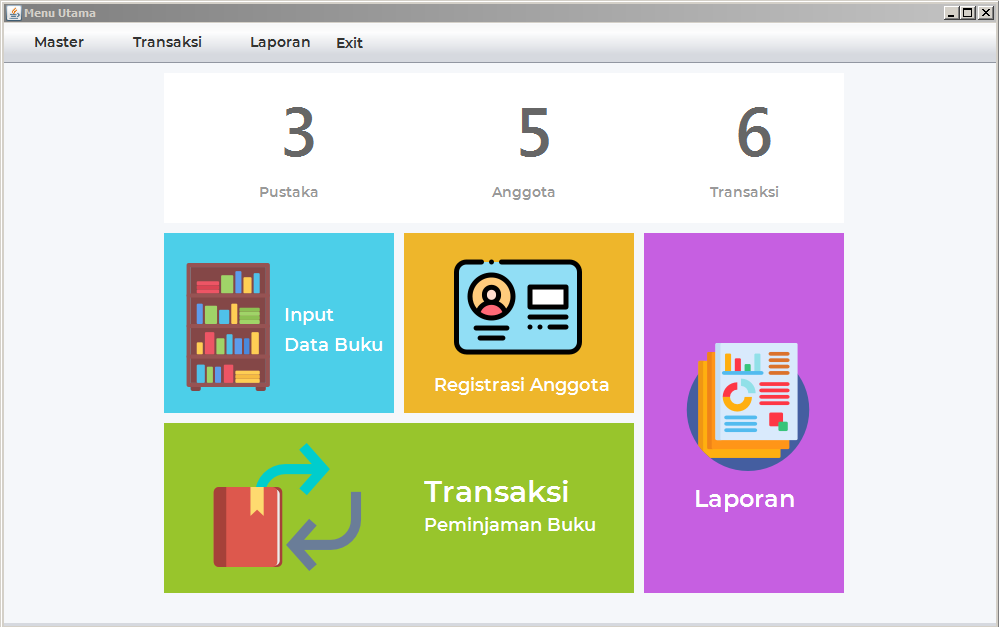 Menu Utama
Master Transaksi Laporan Exit
3 5 6
Pustaka Anggota Transaksi
Input
Data Buku
Registrasi Anggota
Transaksi
Peminjaman Buku
Laporan